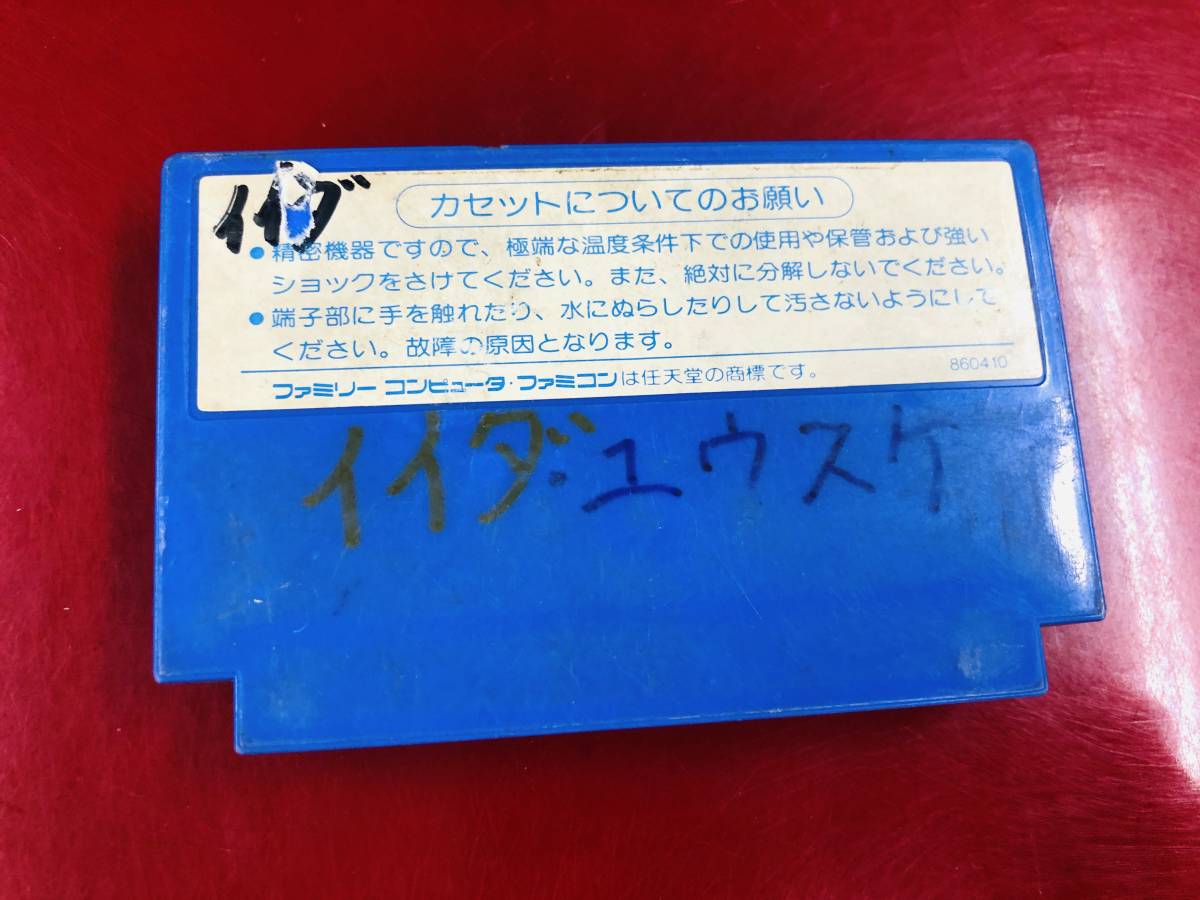 イイダ
カセットについてのお願い
●精密機器ですので、極端な温度条件下での使用や保管および強い
ショックをさけてください。また、絶対に分解しないでください。
●端子部に手を触れたり、水にぬらしたりして汚さないようにして
ください。故障の原因となります。
860410
ファミリーコンピュータ・ファミコンは任天堂の商標です。
イイダ・ユウスケ